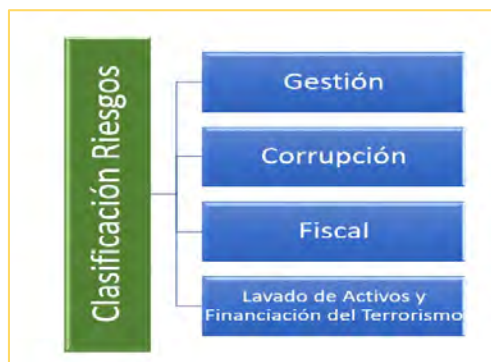 Clasificación Riesgos
Gestión
Corrupción
Fiscal
Lavado de Activos y
Financiación del Terrorismo